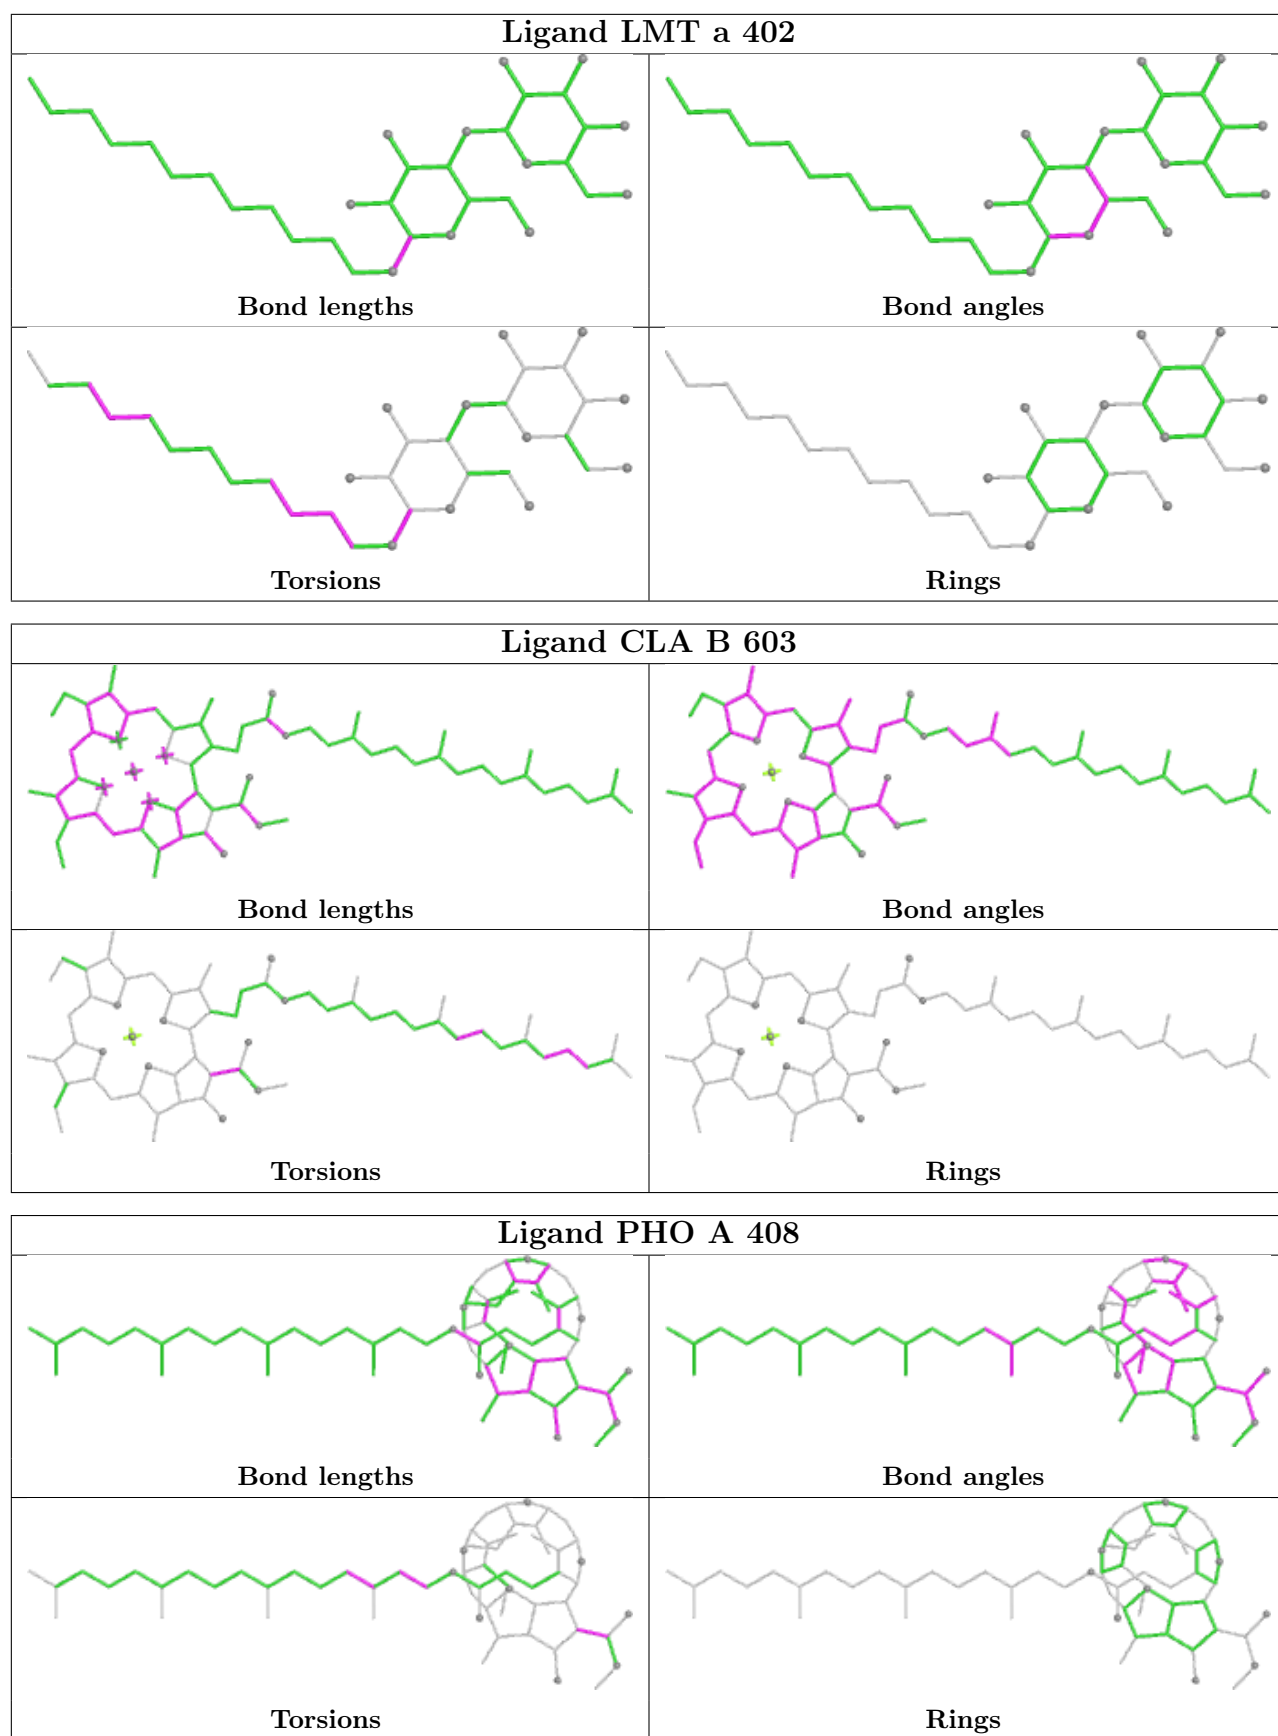 Ligand LMT a 402
Bond lengths
Bond angles
Torsions
Rings
Ligand CLA B 603
Bond lengths
Bond angles
Torsions
Rings
Ligand PHO A 408
Bond lengths
Bond angles
Torsions
Rings